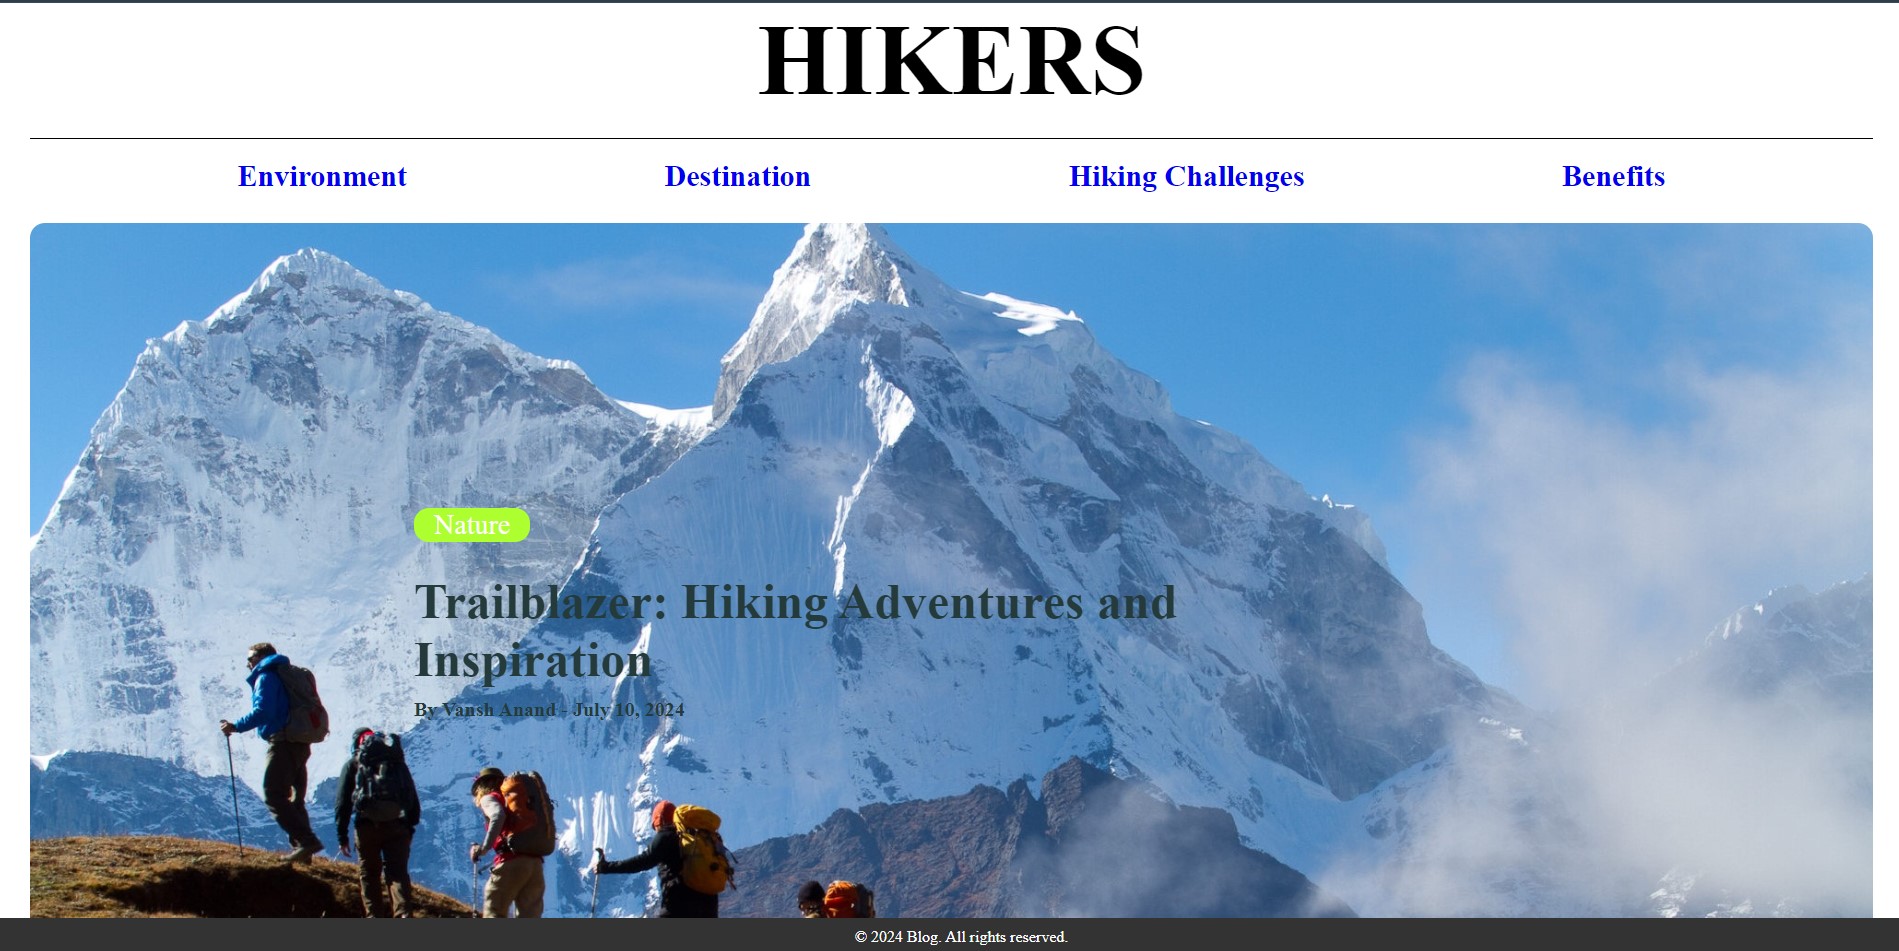 HIKERS
Environment Destination Hiking Challenges Benefits
Nature
Trailblazer: Hiking Adventures and
Inspiration
By Vansh Anand - July 10, 2024
© 2024 Blog. All rights reserved.